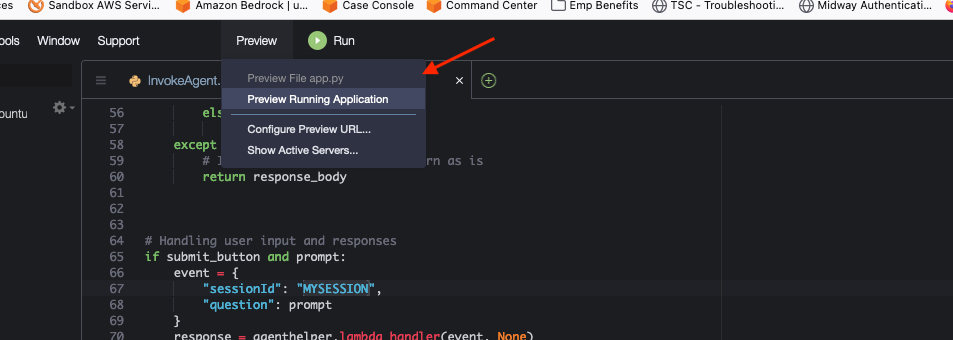 ces Sandbox AWS Servi... Amazon Bedrock | u... Case Console Command Center Emp Benefits TSC - Troubleshooti... Midway Authenticati...
ools Window Support Preview Run
InvokeAgent.
Preview File app.py
Preview Running Application
Configure Preview URL...
Show Active Servers...
ountu
56 els
57
58 except
59 # I rn as is
60 return response_body
61
62
63
64 # Handling user input and responses
65 if submit_button and prompt:
66 event = {
67 "sessionId": "MYSESSION",
68 "question": prompt
69 }
70 response = agenthelper.lambda_handler(event, None)